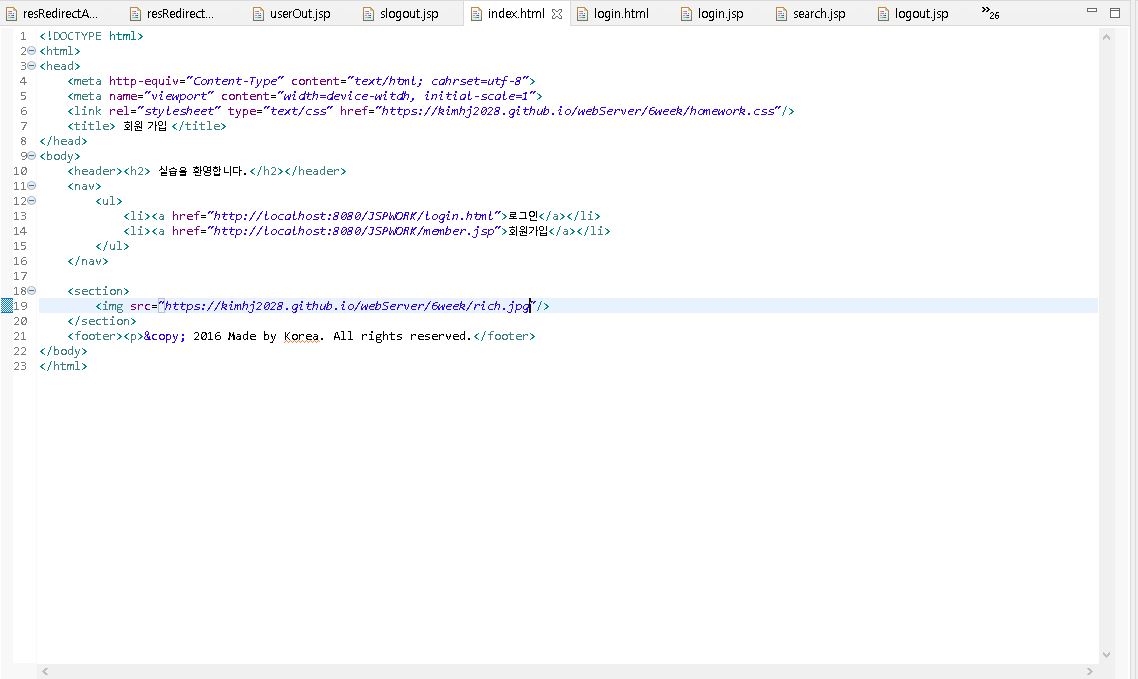 resRedirectA... resRedirect... userOut.jsp slogout.jsp index.html login.html login.jsp search.jsp logout.jsp »26
1 <!DOCTYPE html>
2 <html>
3 <head>
4 <meta http-equiv="Content-Type" content="text/html; cahrset=utf-8">
5 <meta name="viewport" content="width=device-witdh, initial-scale=1">
6 <link rel="stylesheet" type="text/css" href="https://kimhj2028.github.io/webServer/6week/homework.css"/>
7 <title> 회원 가입 </title>
8 </head>
9 <body>
10 <header><h2> 실습을 환영합니다.</h2></header>
11 <nav>
12 <ul>
13 <li><a href="http://localhost:8080/JSPWORK/login.html">로그인</a></li>
14 <li><a href="http://localhost:8080/JSPWORK/member.jsp">회원가입</a></li>
15 </ul>
16 </nav>
17
18 <section>
19 <img src="https://kimhj2028.github.io/webServer/6week/rich.jpg"/>
20 </section>
21 <footer><p>&copy; 2016 Made by Korea. All rights reserved.</footer>
22 </body>
23 </html>